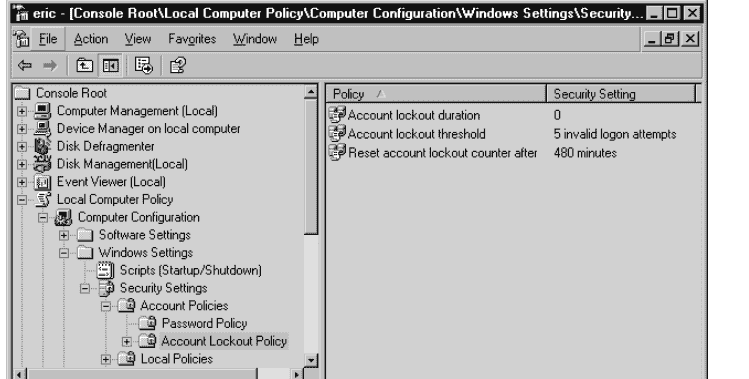 eric - [Console Root\Local Computer Policy\Computer Configuration\Windows Settings\Security...
File Action View Favorites Window Help
Console Root
Computer Management (Local)
Device Manager on local computer
Disk Defragmenter
Disk Management(Local)
Event Viewer (Local)
Local Computer Policy
Computer Configuration
Software Settings
Windows Settings
Scripts (Startup/Shutdown)
Security Settings
Account Policies
Password Policy
Account Lockout Policy
Local Policies
Policy Security Setting
Account lockout duration 0
Account lockout threshold 5 invalid logon attempts
Reset account lockout counter after 480 minutes